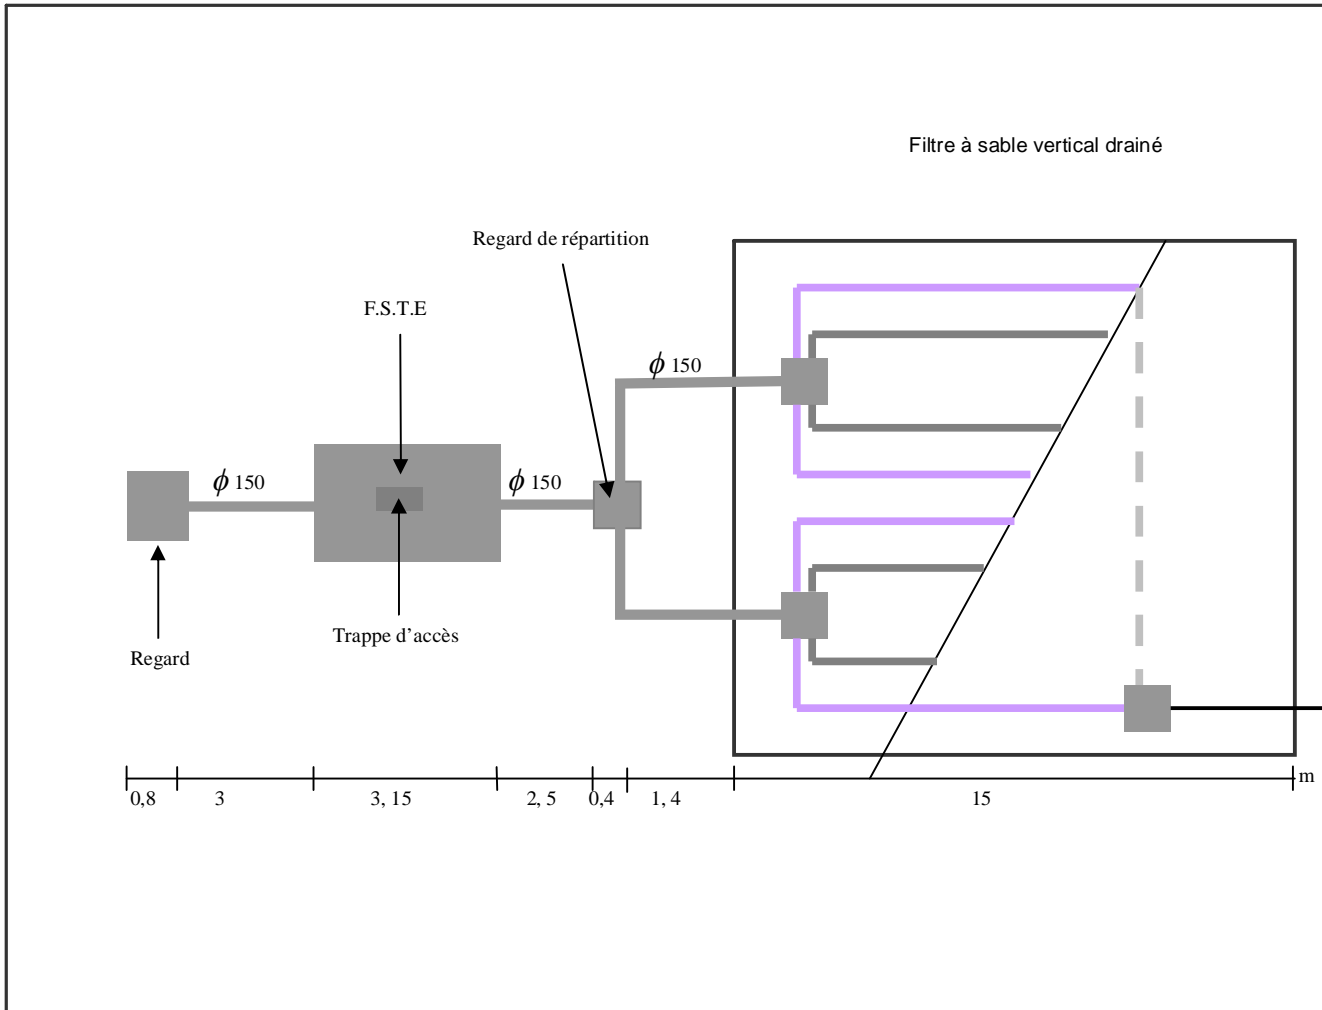 Filtre à sable vertical drainé
Regard de répartition
F.S.T.E
ϕ 150
ϕ 150
ϕ 150
Trappe d'accès
Regard
m
0,8
3
3, 15
2, 5
0,4
1, 4
15